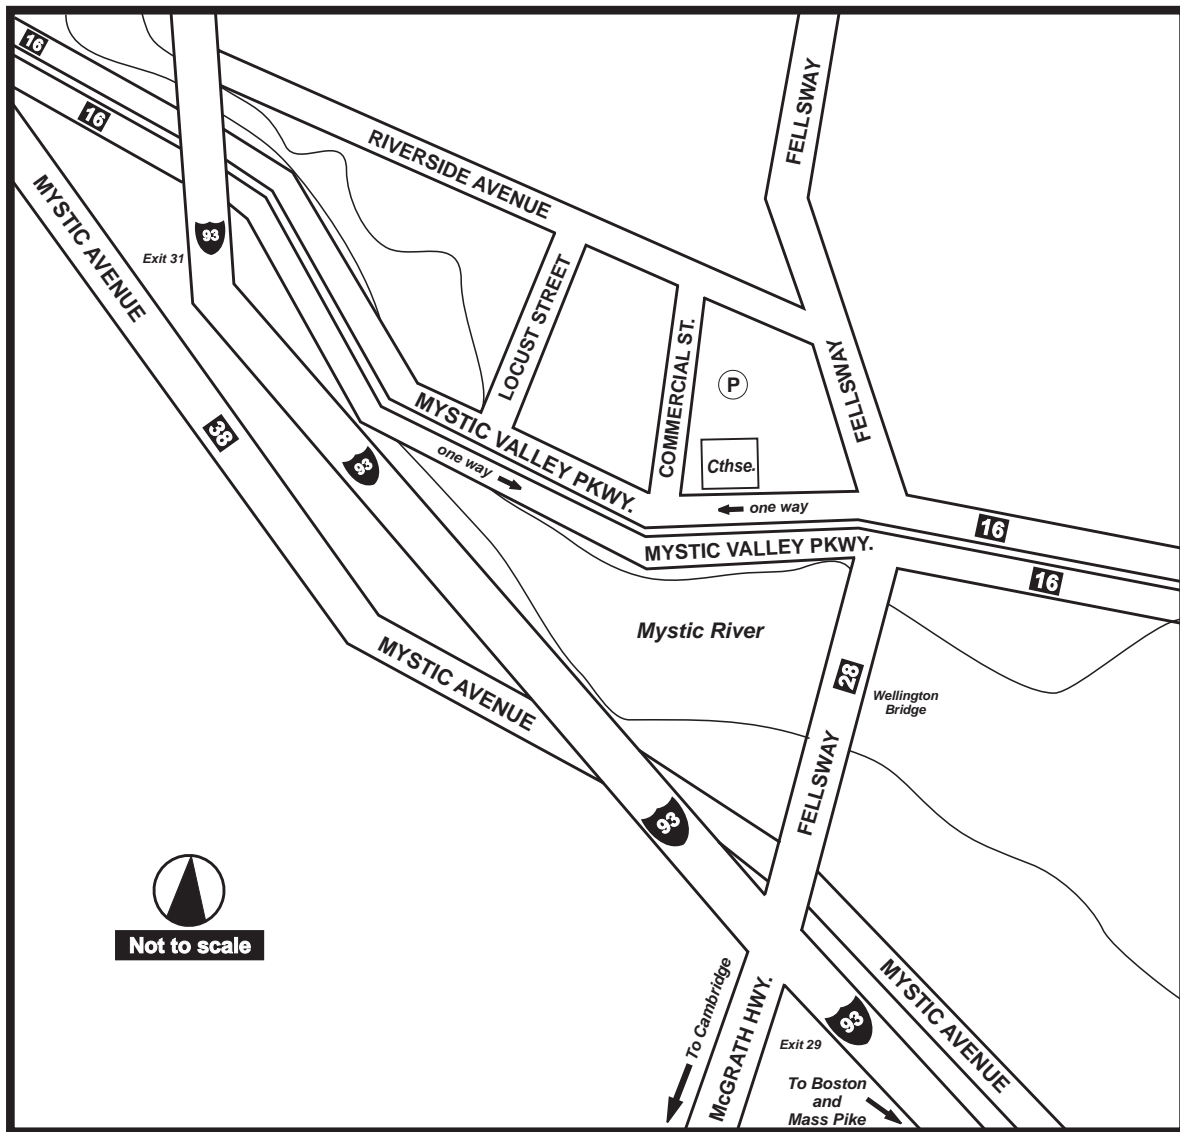 16
16
FELLSWAY
RIVERSIDE AVENUE
MYSTIC AVENUE
93
Exit 31
LOCUST STREET
COMMERCIAL ST.
P
FELLSWAY
MYSTIC VALLEY PKWY.
38
93
one way
Cthse.
one way
16
MYSTIC VALLEY PKWY.
16
Mystic River
MYSTIC AVENUE
28
Wellington
Bridge
FELLSWAY
93
Not to scale
To Cambridge
McGRATH HWY.
MYSTIC AVENUE
93
Exit 29
To Boston
and
Mass Pike